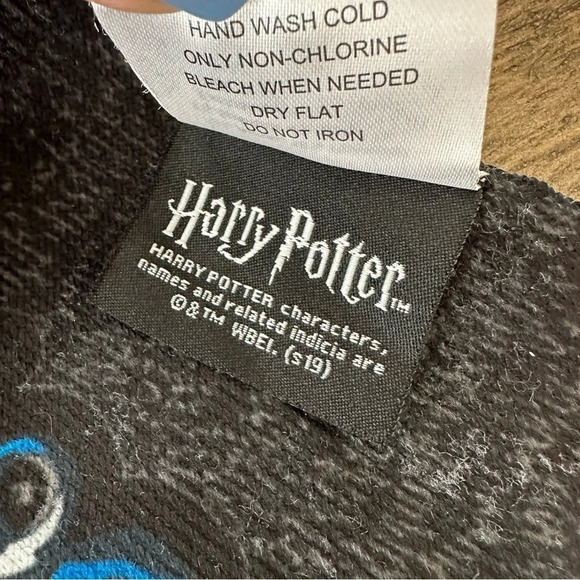 HAND WASH COLD
ONLY NON-CHLORINE
BLEACH WHEN NEEDED
DRY FLAT
DO NOT IRON
Harry Potter™
HARRY POTTER characters,
names and related indicia are
©&™ WBEI. (s19)